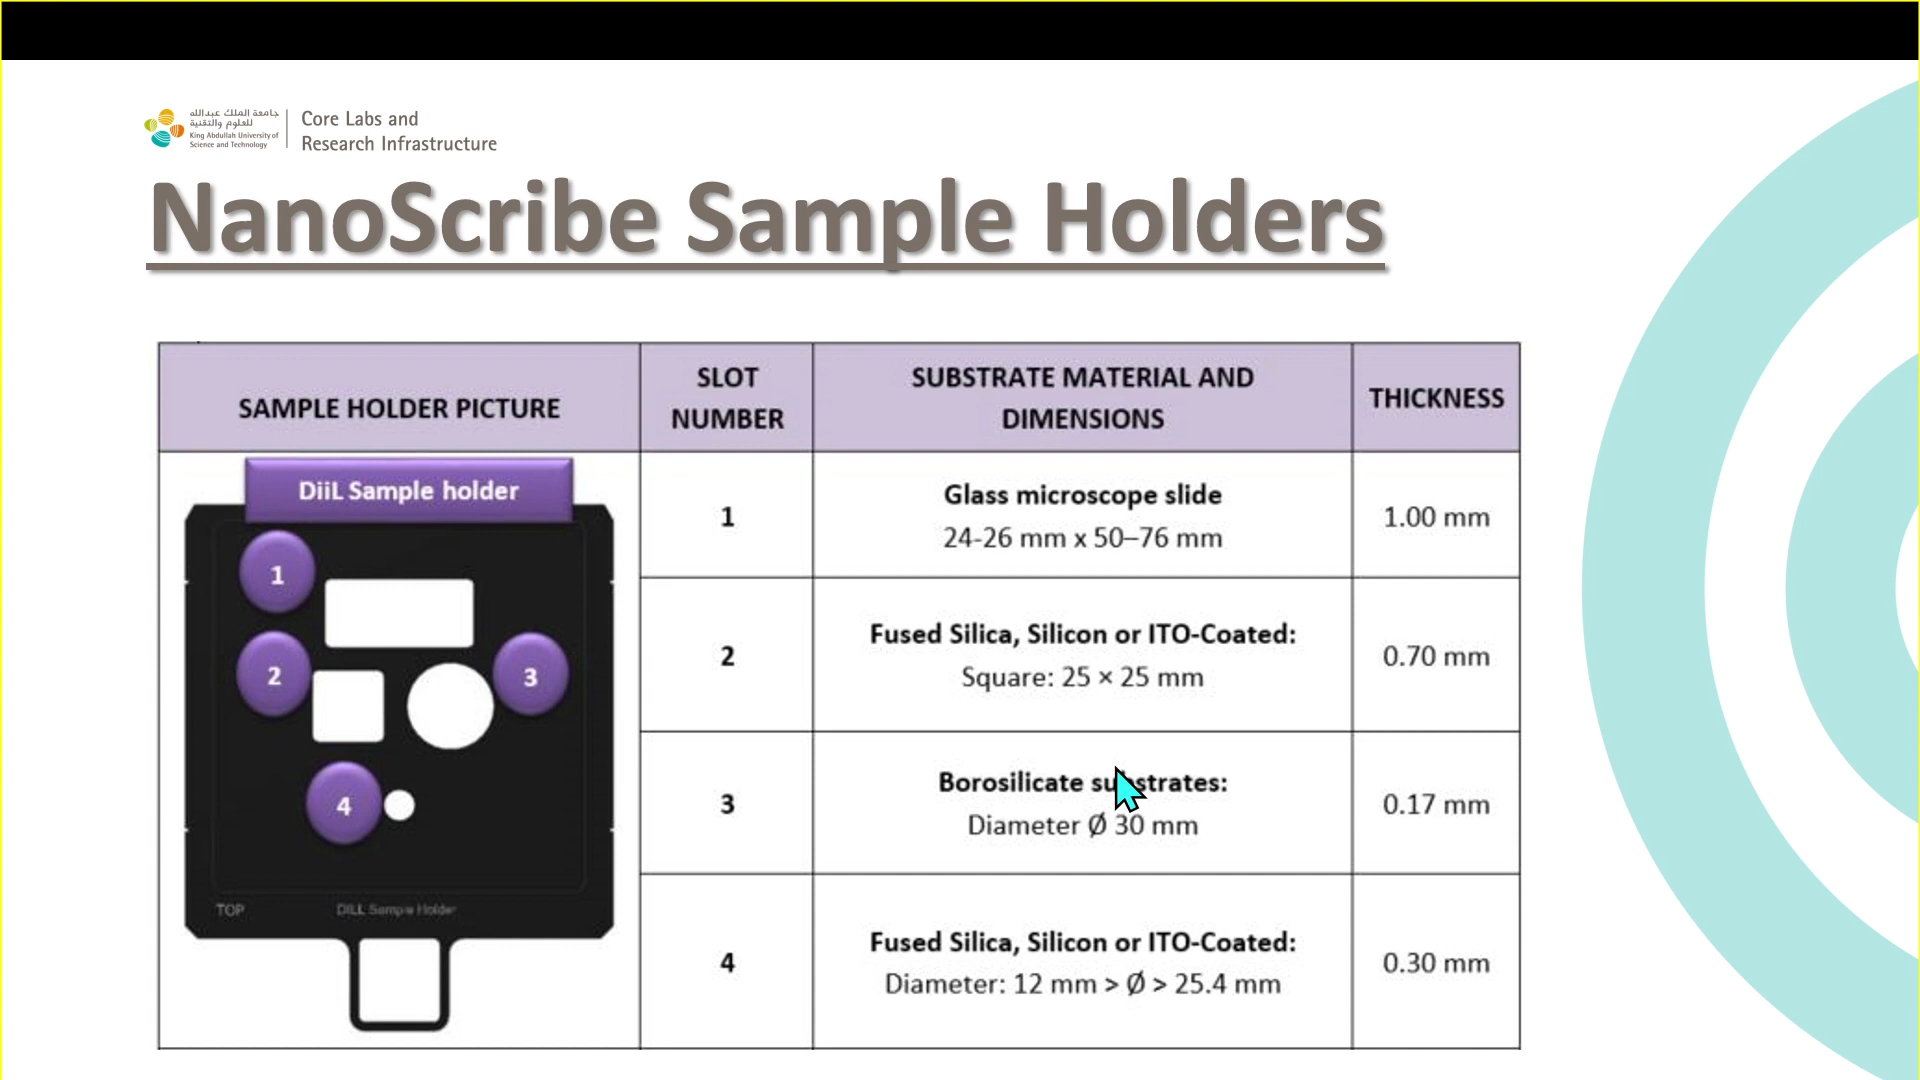 جامعة الملك عبدالله
للعلوم والتقنية
King Abdullah University of
Science and Technology
Core Labs and
Research Infrastructure
NanoScribe Sample Holders
SAMPLE HOLDER PICTURE
SLOT
NUMBER
SUBSTRATE MATERIAL AND
DIMENSIONS
THICKNESS
DiiL Sample holder
1
2
3
4
TOP
DILL Sample Holder
1
Glass microscope slide
24-26 mm x 50–76 mm
1.00 mm
2
Fused Silica, Silicon or ITO-Coated:
Square: 25 × 25 mm
0.70 mm
3
Borosilicate substrates:
Diameter Ø 30 mm
0.17 mm
4
Fused Silica, Silicon or ITO-Coated:
Diameter: 12 mm > Ø > 25.4 mm
0.30 mm